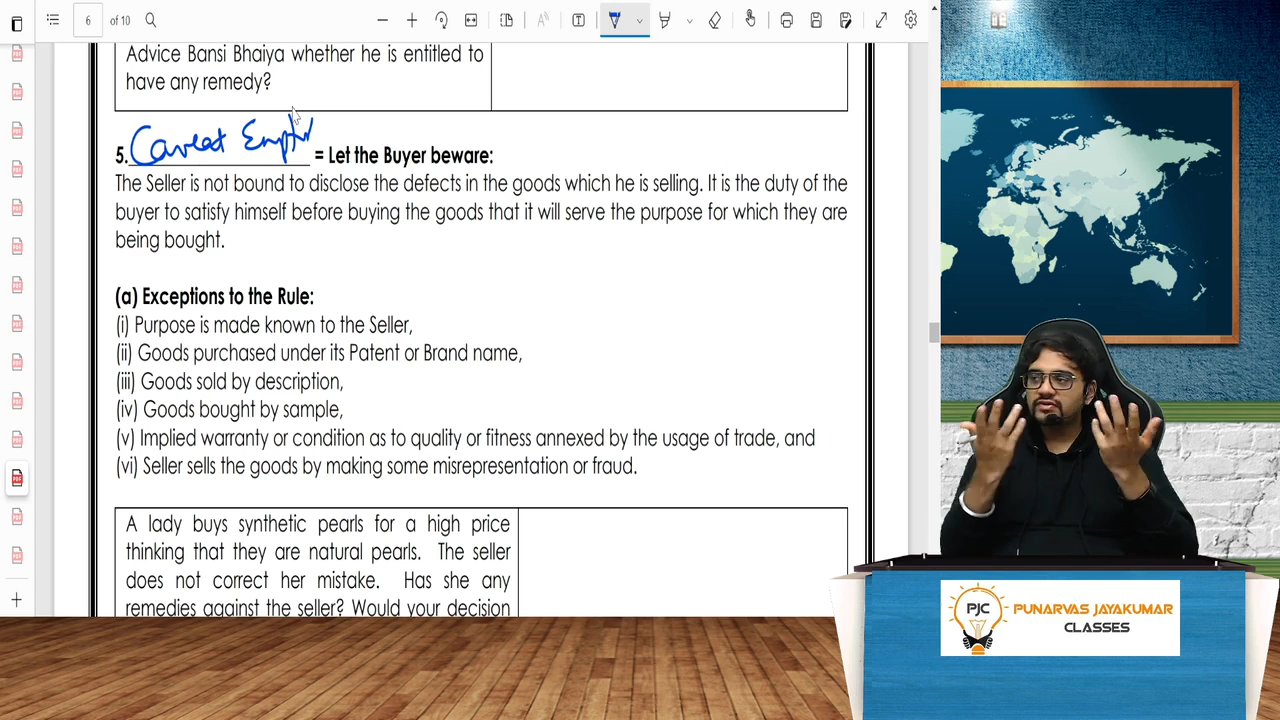 6 of 10
Advice Bansi Bhaiya whether he is entitled to
have any remedy?
5. Caveat Emptor = Let the Buyer beware:
The Seller is not bound to disclose the defects in the goods which he is selling. It is the duty of the
buyer to satisfy himself before buying the goods that it will serve the purpose for which they are
being bought.
(a) Exceptions to the Rule:
(i) Purpose is made known to the Seller,
(ii) Goods purchased under its Patent or Brand name,
(iii) Goods sold by description,
(iv) Goods bought by sample,
(v) Implied warranty or condition as to quality or fitness annexed by the usage of trade, and
(vi) Seller sells the goods by making some misrepresentation or fraud.
A lady buys synthetic pearls for a high price
thinking that they are natural pearls. The seller
does not correct her mistake. Has she any
remedies against the seller? Would your decision
PJC PUNARVAS JAYAKUMAR
CLASSES